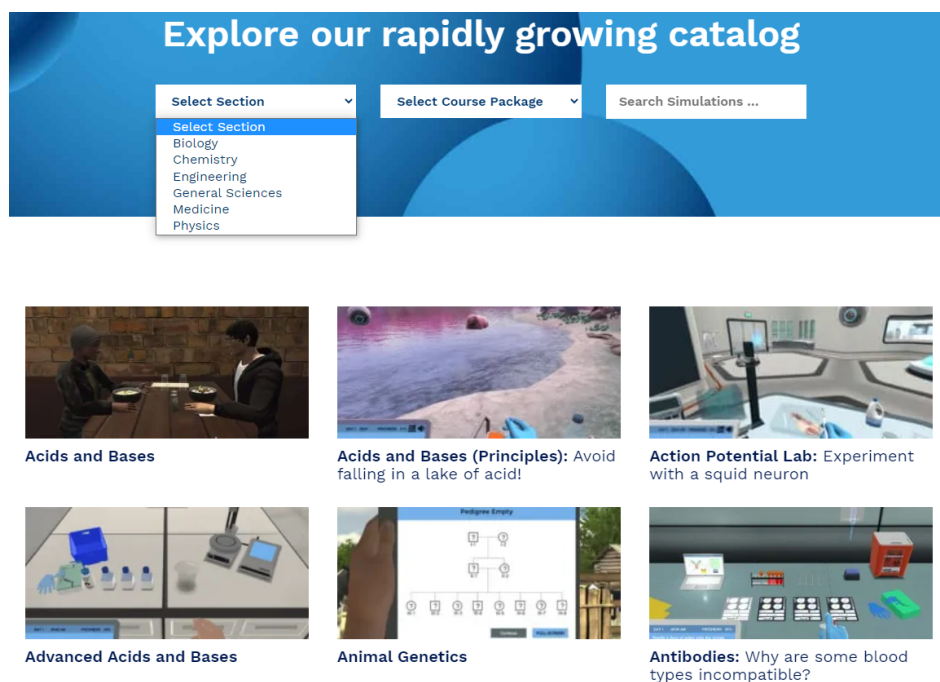 Explore our rapidly growing catalog
Select Section
Select Course Package
Search Simulations ...
Select Section
Biology
Chemistry
Engineering
General Sciences
Medicine
Physics
Acids and Bases
Acids and Bases (Principles): Avoid
falling in a lake of acid!
Action Potential Lab: Experiment
with a squid neuron
Pedigree Empty
Advanced Acids and Bases
Animal Genetics
Antibodies: Why are some blood
types incompatible?